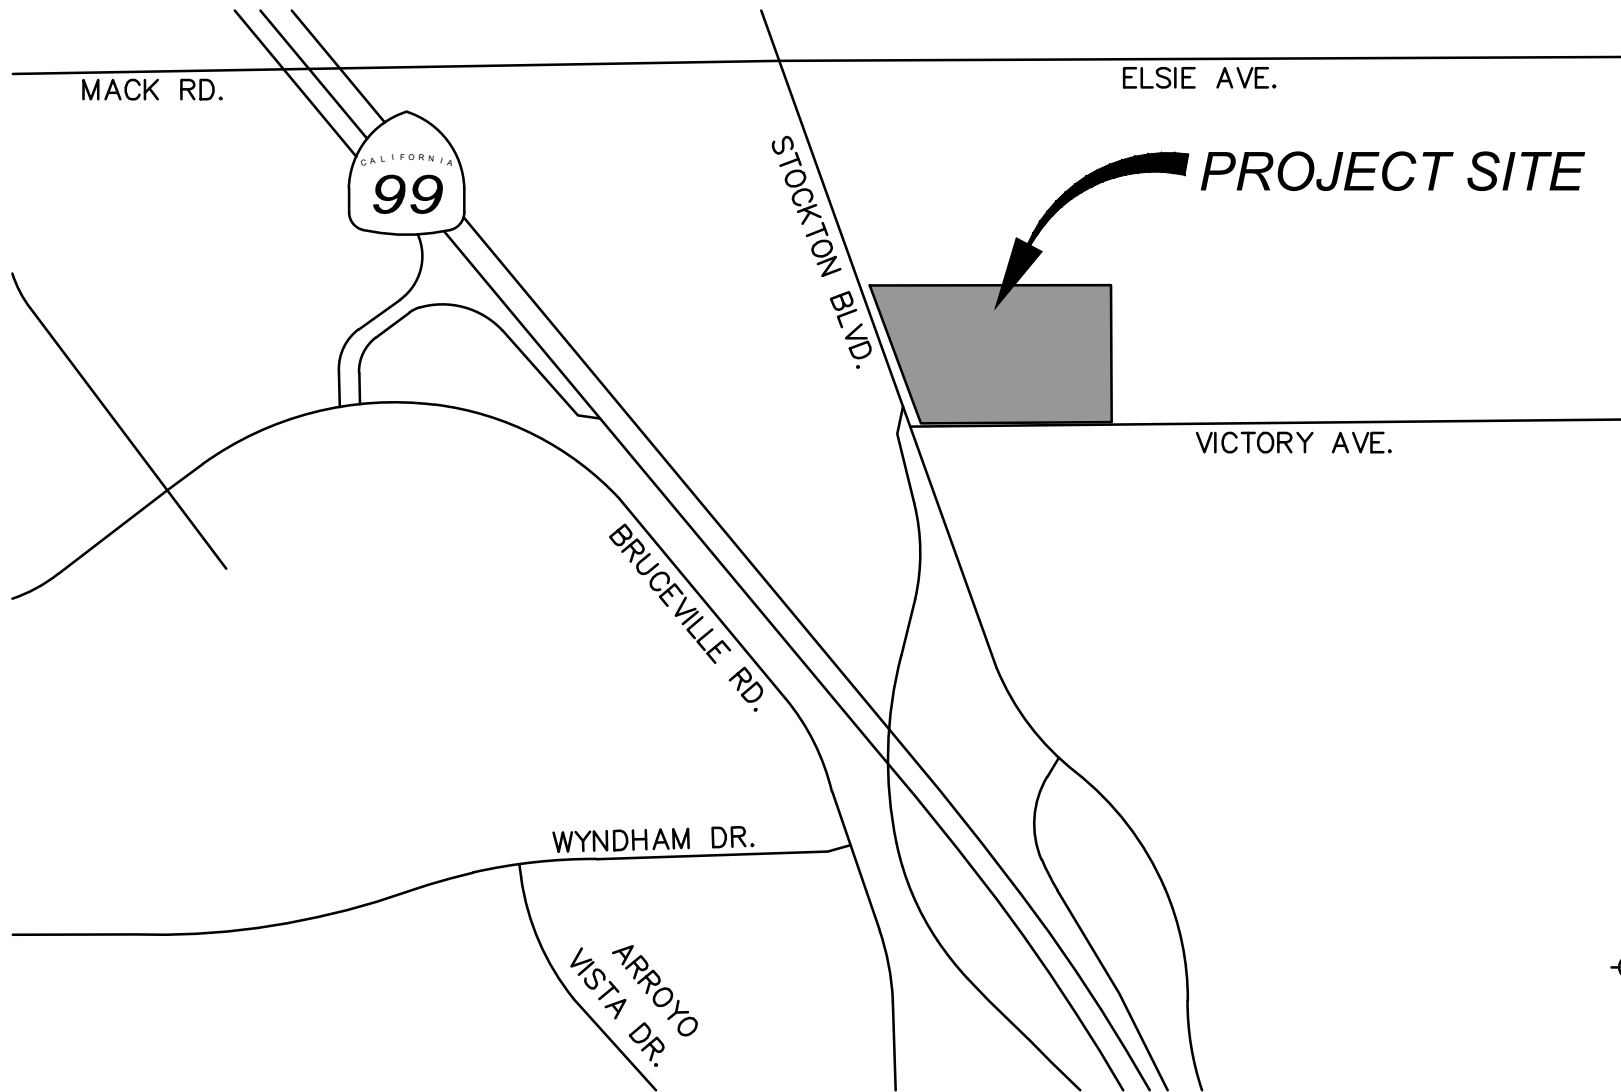 MACK RD.
ELSIE AVE.
CALIFORNIA
99
STOCKTON BLVD.
PROJECT SITE
VICTORY AVE.
BRUCEVILLE RD.
WYNDHAM DR.
ARROYO
VISTA DR.